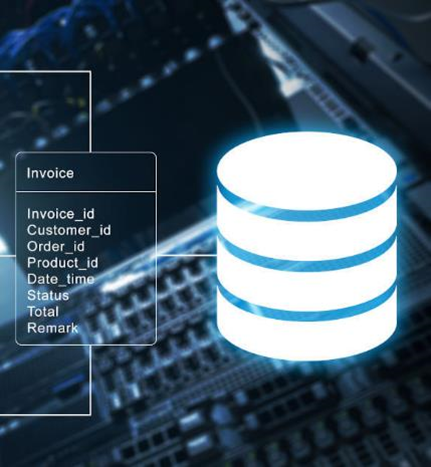 Invoice
Invoice_id
Customer_id
Order_id
Product_id
Date_time
Status
Total
Remark